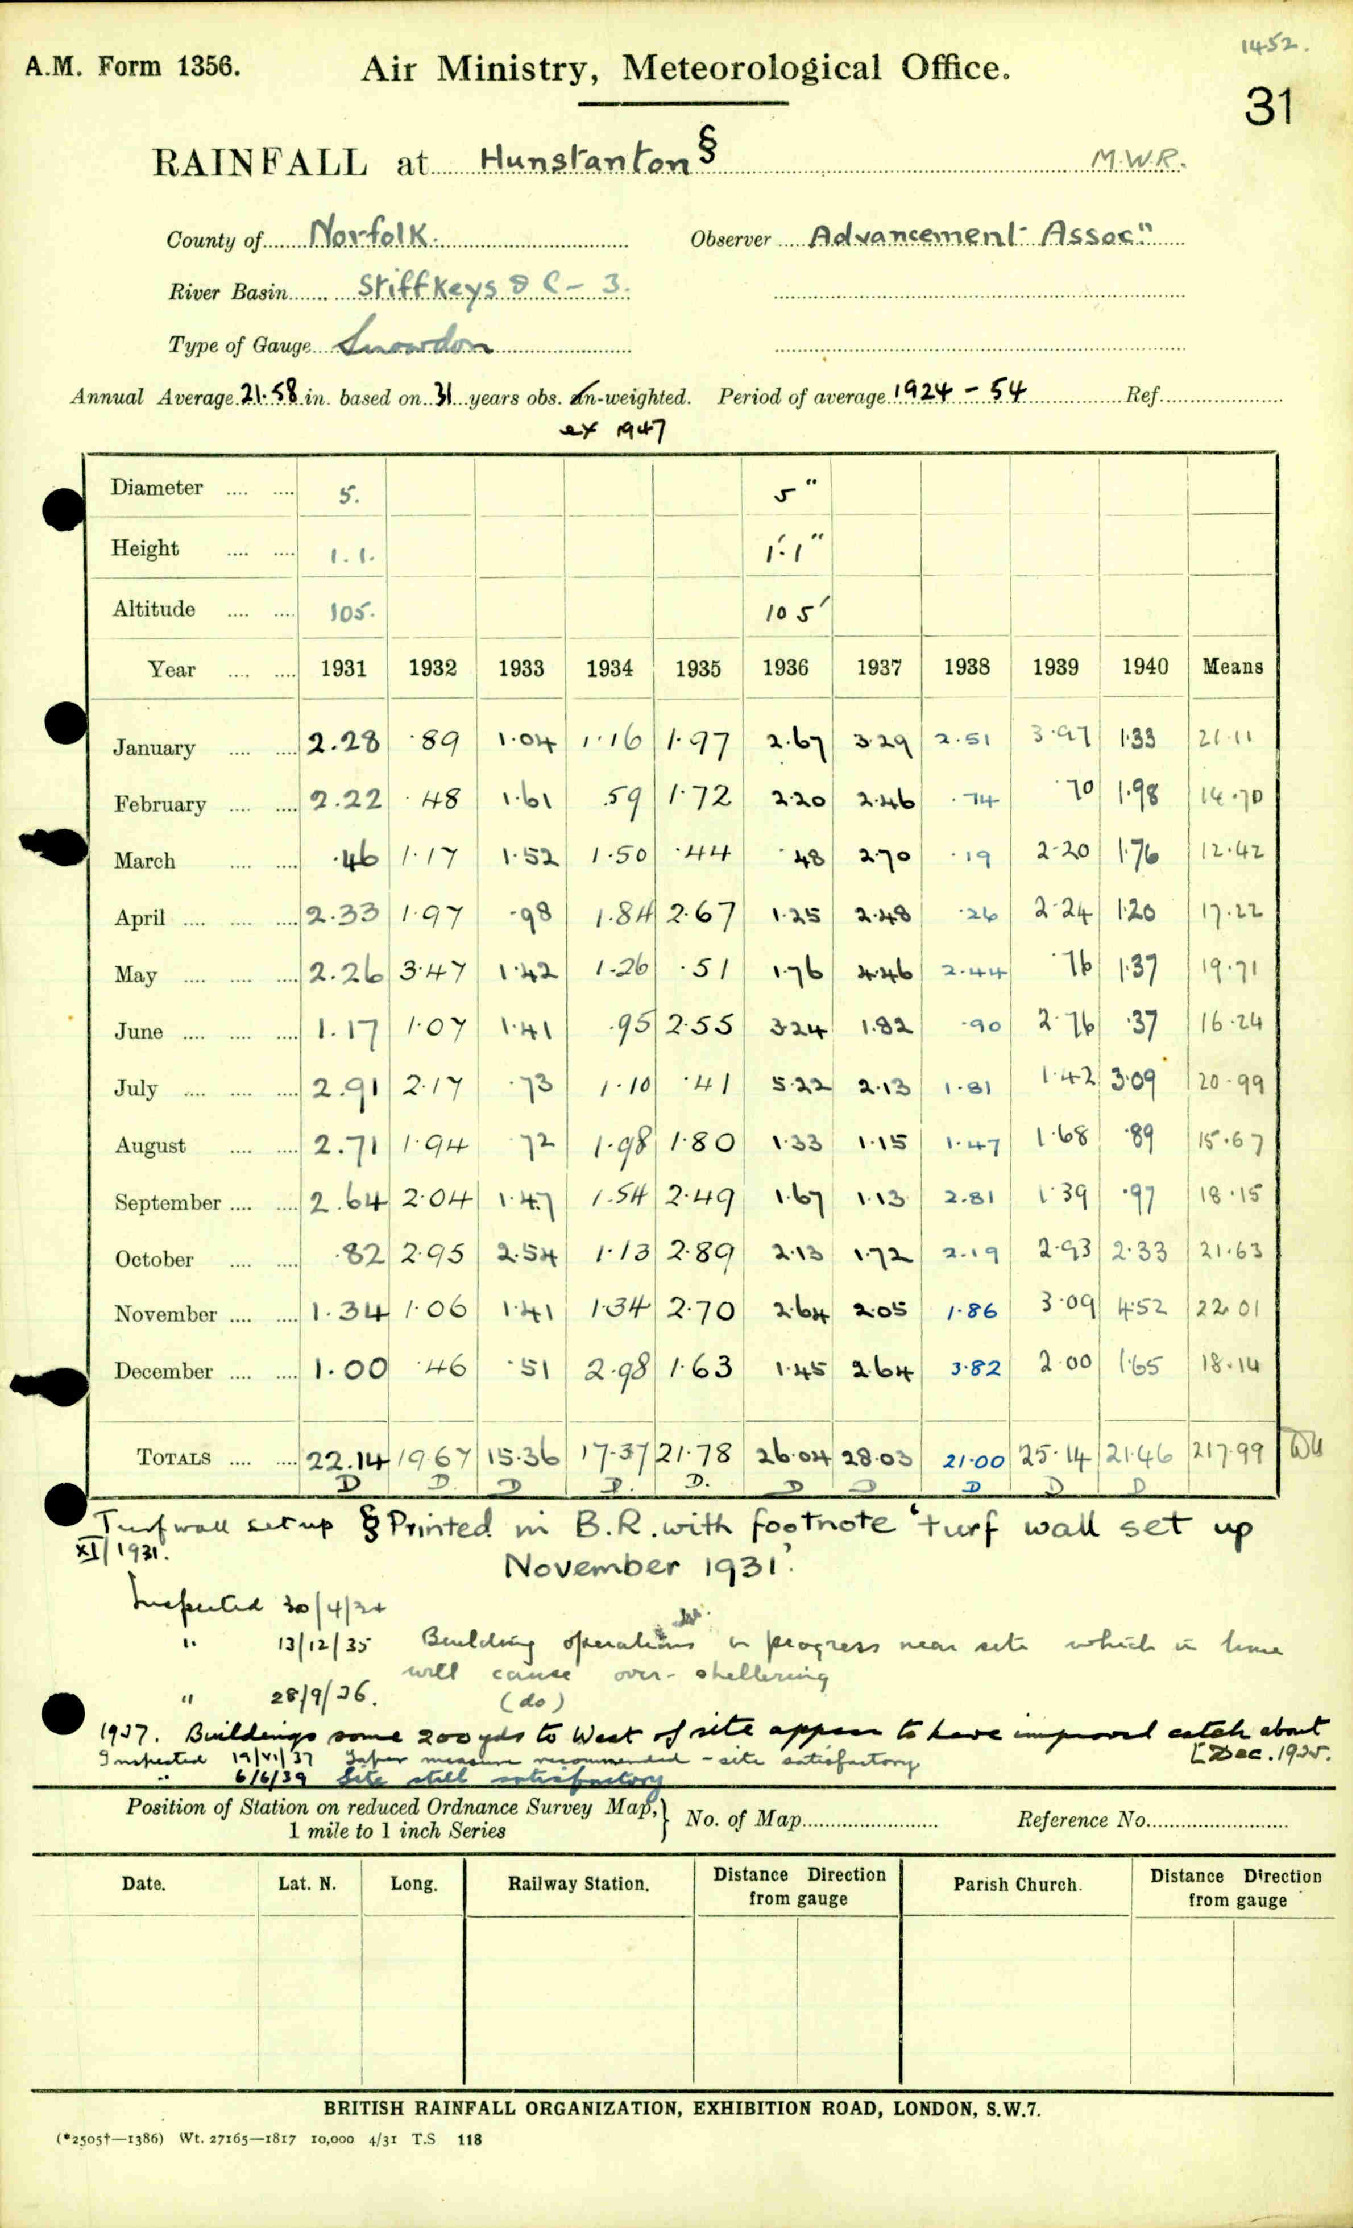 1452.
A.M. Form 1356. Air Ministry, Meteorological Office.
31
RAINFALL at Hunstanton § M.W.R.
County of Norfolk. Observer Advancement Assocn
River Basin Stiffkeys & C - 3.
Type of Gauge Snowdon
Annual Average 21.58 in. based on 31 years obs. un-weighted. Period of average 1924 - 54 Ref.
ex 1947
Diameter .... .... 5. 5"
Height .... .... 1.1. 1'.1"
Altitude .... .... 105. 105'
Year .... .... 1931 1932 1933 1934 1935 1936 1937 1938 1939 1940 Means
January .... .... 2.28 .89 1.04 1.16 1.97 2.67 3.29 2.51 3.97 1.33 21.11
February .... .... 2.22 .48 1.61 .59 1.72 2.20 2.46 .74 .70 1.98 14.70
March .... .... .46 1.17 1.52 1.50 .44 .48 2.70 .19 2.20 1.76 12.42
April .... .... .... 2.33 1.97 .98 1.84 2.67 1.25 2.48 .26 2.24 1.20 17.22
May .... .... .... 2.26 3.47 1.42 1.26 .51 1.76 4.46 2.44 .76 1.37 19.71
June .... .... .... 1.17 1.07 1.41 .95 2.55 3.24 1.82 .90 2.76 .37 16.24
July .... .... .... 2.91 2.17 .73 1.10 .41 5.22 2.13 1.81 1.42 3.09 20.99
August .... .... 2.71 1.94 .72 1.98 1.80 1.33 1.15 1.47 1.68 .89 15.67
September .... .... 2.64 2.04 1.47 1.54 2.49 1.67 1.13 2.81 1.39 .97 18.15
October .... .... .82 2.95 2.54 1.13 2.89 2.13 1.72 2.19 2.93 2.33 21.63
November .... .... 1.34 1.06 1.41 1.34 2.70 2.64 2.05 1.86 3.09 4.52 22.01
December .... .... 1.00 .46 .51 2.98 1.63 1.45 2.64 3.82 2.00 1.65 18.14
TOTALS .... .... 22.14 19.67 15.36 17.37 21.78 26.04 28.03 21.00 25.14 21.46 217.99
D D. D D. D. D D D D D
Turf wall set up § Printed in B.R. with footnote 'turf wall set up
XI/1931. November 1931'.
Inspected 30/4/34
" 13/12/35 Building operations in progress near site which in time
will cause over-sheltering
" 28/9/36. (do)
1937. Buildings some 200 yds to West of site appear to have improved catch about
[Dec. 1935.
Inspected 19/VI/37 Taper measure recommended - site satisfactory
" 6/6/39 Site still satisfactory
Position of Station on reduced Ordnance Survey Map, } No. of Map Reference No.
1 mile to 1 inch Series
Date. Lat. N. Long. Railway Station. Distance Direction from gauge Parish Church. Distance Direction from gauge
BRITISH RAINFALL ORGANIZATION, EXHIBITION ROAD, LONDON, S.W.7.
(*2505†—1386) Wt. 27165—1817 10,000 4/31 T.S 118